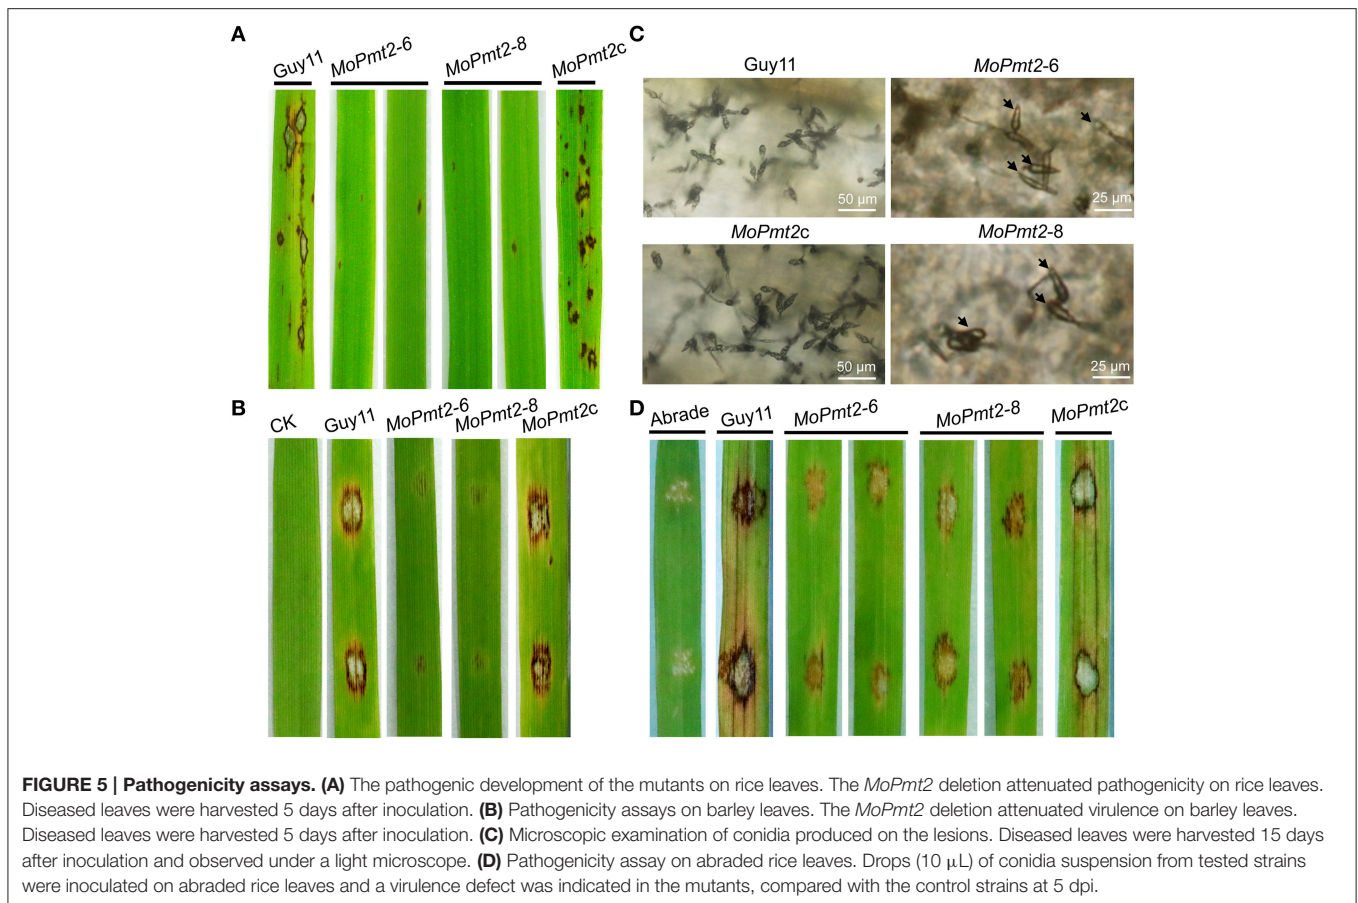 A
Guy11
MoPmt2-6
MoPmt2-8
MoPmt2c
B
CK
Guy11
MoPmt2-6
MoPmt2-8
MoPmt2c
C
Guy11
MoPmt2-6
50 μm
25 μm
MoPmt2c
MoPmt2-8
50 μm
25 μm
D
Abrade
Guy11
MoPmt2-6
MoPmt2-8
MoPmt2c
FIGURE 5 | Pathogenicity assays. (A) The pathogenic development of the mutants on rice leaves. The MoPmt2 deletion attenuated pathogenicity on rice leaves.
Diseased leaves were harvested 5 days after inoculation. (B) Pathogenicity assays on barley leaves. The MoPmt2 deletion attenuated virulence on barley leaves.
Diseased leaves were harvested 5 days after inoculation. (C) Microscopic examination of conidia produced on the lesions. Diseased leaves were harvested 15 days
after inoculation and observed under a light microscope. (D) Pathogenicity assay on abraded rice leaves. Drops (10 μL) of conidia suspension from tested strains
were inoculated on abraded rice leaves and a virulence defect was indicated in the mutants, compared with the control strains at 5 dpi.